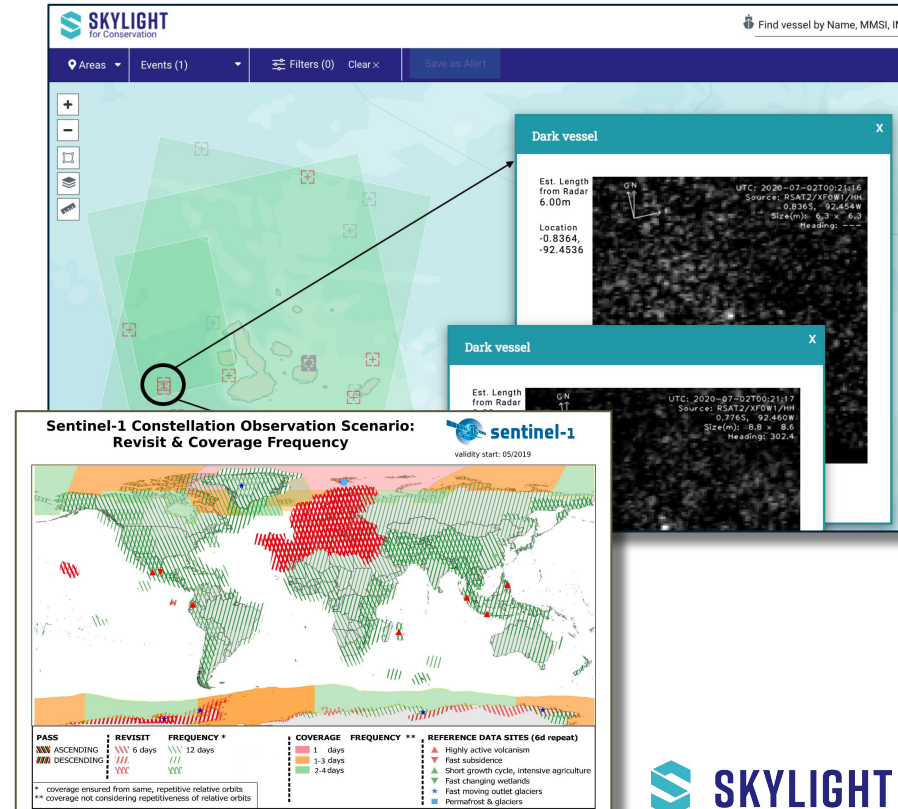 SKYLIGHT
for Conservation
Find vessel by Name, MMSI, IM
Areas
Events (1)
Filters (0) Clear ×
Save as Alert
+
−
Dark vessel
X
Est. Length
from Radar
6.00m
Location
-0.8364,
-92.4536
G N
UTC: 2020-07-02T00:21:16
Source: RSAT2/XF0W1/HH
0.836S, 92.454W
Size(m): 6.3 x 6.3
Heading: ---
Dark vessel
X
Est. Length
from Radar
GN
UTC: 2020-07-02T00:21:17
Source: RSAT2/XF0W1/HH
0.776S, 92.460W
Size(m): 8.8 x 8.6
Heading: 302.4
Sentinel-1 Constellation Observation Scenario:
Revisit & Coverage Frequency
sentinel-1
validity start: 05/2019
PASS
ASCENDING
DESCENDING
REVISIT FREQUENCY *
6 days 12 days
* coverage ensured from same, repetitive relative orbits
** coverage not considering repetitiveness of relative orbits
COVERAGE FREQUENCY **
1 days
1-3 days
2-4 days
REFERENCE DATA SITES (6d repeat)
Highly active volcanism
Fast subsidence
Short growth cycle, intensive agriculture
Fast changing wetlands
Fast moving outlet glaciers
Permafrost & glaciers
SKYLIGHT